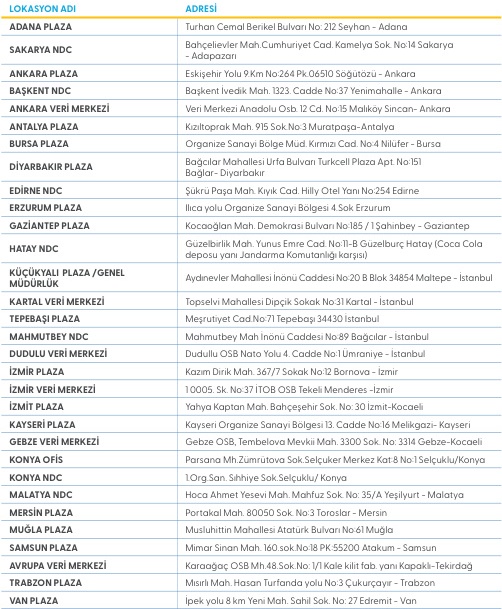 LOKASYON ADI ADRESİ
ADANA PLAZA Turhan Cemal Berikel Bulvarı No: 212 Seyhan - Adana
SAKARYA NDC Bahçelievler Mah.Cumhuriyet Cad. Kamelya Sok. No:14 Sakarya
- Adapazarı
ANKARA PLAZA Eskişehir Yolu 9.Km No:264 Pk.06510 Söğütözü - Ankara
BAŞKENT NDC Başkent İvedik Mah. 1323. Cadde No:37 Yenimahalle - Ankara
ANKARA VERİ MERKEZİ Veri Merkezi Anadolu Osb. 12 Cd. No:15 Malıköy Sincan- Ankara
ANTALYA PLAZA Kızıltoprak Mah. 915 Sok.No:3 Muratpaşa-Antalya
BURSA PLAZA Organize Sanayi Bölge Müd. Kırmızı Cad. No:4 Nilüfer - Bursa
DİYARBAKIR PLAZA Bağcılar Mahallesi Urfa Bulvarı Turkcell Plaza Apt. No:151
Bağlar- Diyarbakır
EDİRNE NDC Şükrü Paşa Mah. Kıyık Cad. Hilly Otel Yanı No:254 Edirne
ERZURUM PLAZA Ilıca yolu Organize Sanayi Bölgesi 4.Sok Erzurum
GAZİANTEP PLAZA Kocaoğlan Mah. Demokrasi Bulvarı No:185 / 1 Şahinbey - Gaziantep
HATAY NDC Güzelbirlik Mah. Yunus Emre Cad. No:11-B Güzelburç Hatay (Coca Cola
deposu yanı Jandarma Komutanlığı karşısı)
KÜÇÜKYALI PLAZA /GENEL
MÜDÜRLÜK Aydınevler Mahallesi İnönü Caddesi No:20 B Blok 34854 Maltepe - İstanbul
KARTAL VERİ MERKEZİ Topselvi Mahallesi Dipçik Sokak No:31 Kartal - İstanbul
TEPEBAŞI PLAZA Meşrutiyet Cad.No:71 Tepebaşı 34430 İstanbul
MAHMUTBEY NDC Mahmutbey Mah İnönü Caddesi No:89 Bağcılar - İstanbul
DUDULU VERİ MERKEZİ Dudullu OSB Nato Yolu 4. Cadde No:1 Ümraniye - İstanbul
İZMİR PLAZA Kazım Dirik Mah. 367/7 Sokak No:12 Bornova - İzmir
İZMİR VERİ MERKEZİ 10005. Sk. No:37 İTOB OSB Tekeli Menderes -İzmir
İZMİT PLAZA Yahya Kaptan Mah. Bahçeşehir Sok. No: 30 İzmit-Kocaeli
KAYSERİ PLAZA Kayseri Organize Sanayi Bölgesi 13. Cadde No:16 Melikgazi- Kayseri
GEBZE VERİ MERKEZİ Gebze OSB, Tembelova Mevkii Mah. 3300 Sok. No: 3314 Gebze-Kocaeli
KONYA OFİS Parsana Mh.Zümrütova Sok.Selçuker Merkez Kat:8 No:1 Selçuklu/Konya
KONYA NDC 1.Org.San. Sıhhiye Sok.Selçuklu/ Konya
MALATYA NDC Hoca Ahmet Yesevi Mah. Mahfuz Sok. No: 35/A Yeşilyurt - Malatya
MERSİN PLAZA Portakal Mah. 80050 Sok. No:3 Toroslar - Mersin
MUĞLA PLAZA Musluhittin Mahallesi Atatürk Bulvarı No:61 Muğla
SAMSUN PLAZA Mimar Sinan Mah. 160.sok.No:18 PK:55200 Atakum - Samsun
AVRUPA VERİ MERKEZİ Karaağaç OSB Mh.48.Sok.No: 1/1 Kale kilit fab. yanı Kapaklı-Tekirdağ
TRABZON PLAZA Mısırlı Mah. Hasan Turfanda yolu No:3 Çukurçayır - Trabzon
VAN PLAZA İpek yolu 8 km Yeni Mah. Sahil Sok. No: 27 Edremit - Van